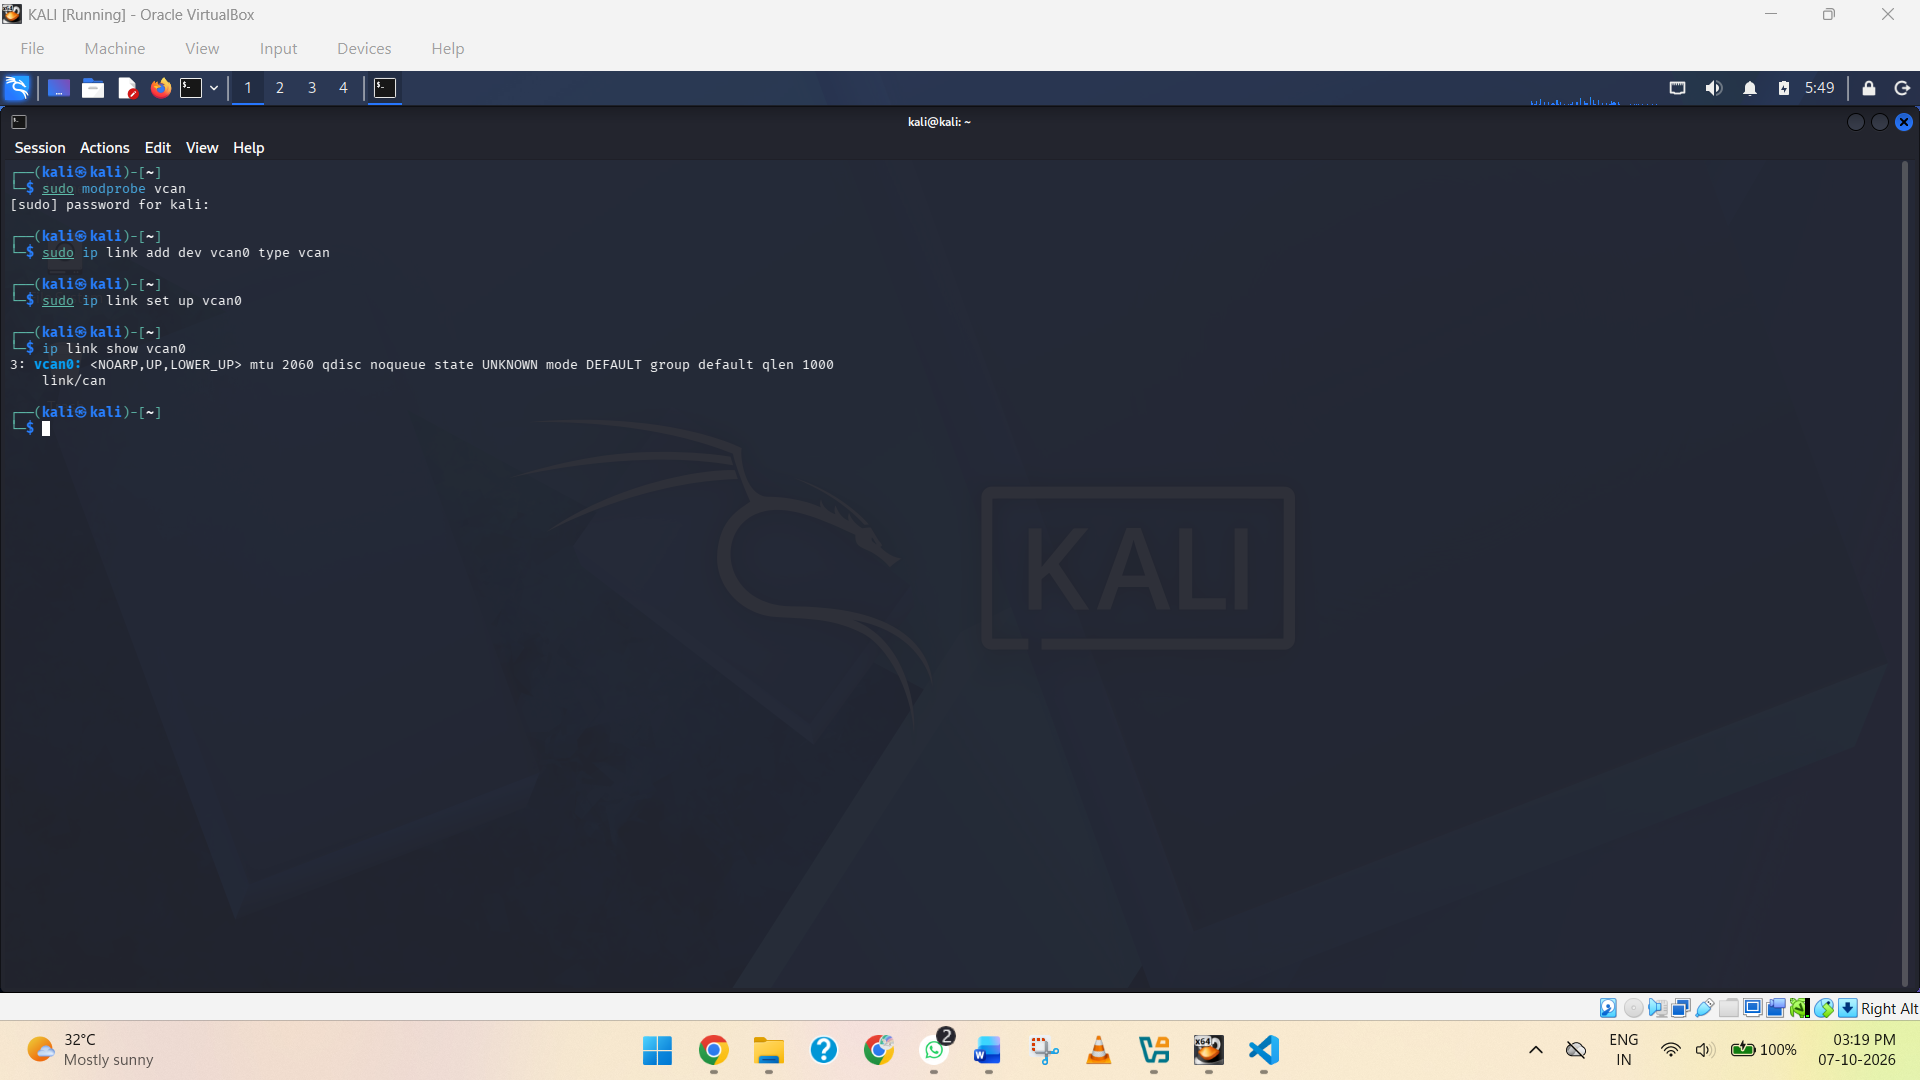 KALI [Running] - Oracle VirtualBox
File Machine View Input Devices Help
1 2 3 4 5:49
kali@kali: ~
Session Actions Edit View Help
┌──(kali㉿kali)-[~]
└─$ sudo modprobe vcan
[sudo] password for kali:
┌──(kali㉿kali)-[~]
└─$ sudo ip link add dev vcan0 type vcan
┌──(kali㉿kali)-[~]
└─$ sudo ip link set up vcan0
┌──(kali㉿kali)-[~]
└─$ ip link show vcan0
3: vcan0: <NOARP,UP,LOWER_UP> mtu 2060 qdisc noqueue state UNKNOWN mode DEFAULT group default qlen 1000
link/can
┌──(kali㉿kali)-[~]
└─$
KALI
Right Alt
32°C
Mostly sunny
2
ENG
IN
100%
03:19 PM
07-10-2026